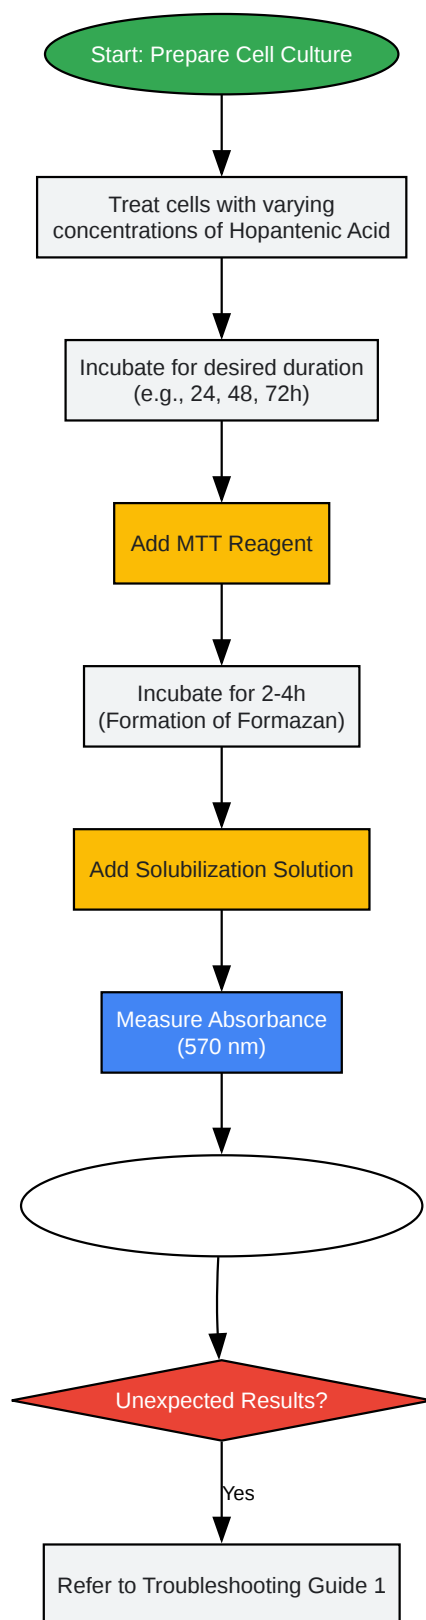 Start: Prepare Cell Culture
Treat cells with varying
concentrations of Hopantenic Acid
Incubate for desired duration
(e.g., 24, 48, 72h)
Add MTT Reagent
Incubate for 2-4h
(Formation of Formazan)
Add Solubilization Solution
Measure Absorbance
(570 nm)
Unexpected Results?
Yes
Refer to Troubleshooting Guide 1